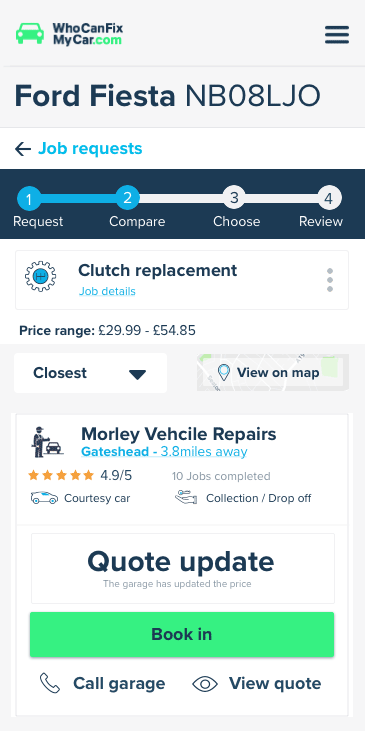 WhoCanFix
MyCar.com
Ford Fiesta NB08LJO
Job requests
1 2 3 4
Request Compare Choose Review
Clutch replacement
Job details
Price range: £29.99 - £54.85
Closest
View on map
Morley Vehcile Repairs
Gateshead - 3.8miles away
4.9/5 10 Jobs completed
Courtesy car Collection / Drop off
Quote update
The garage has updated the price
Book in
Call garage View quote